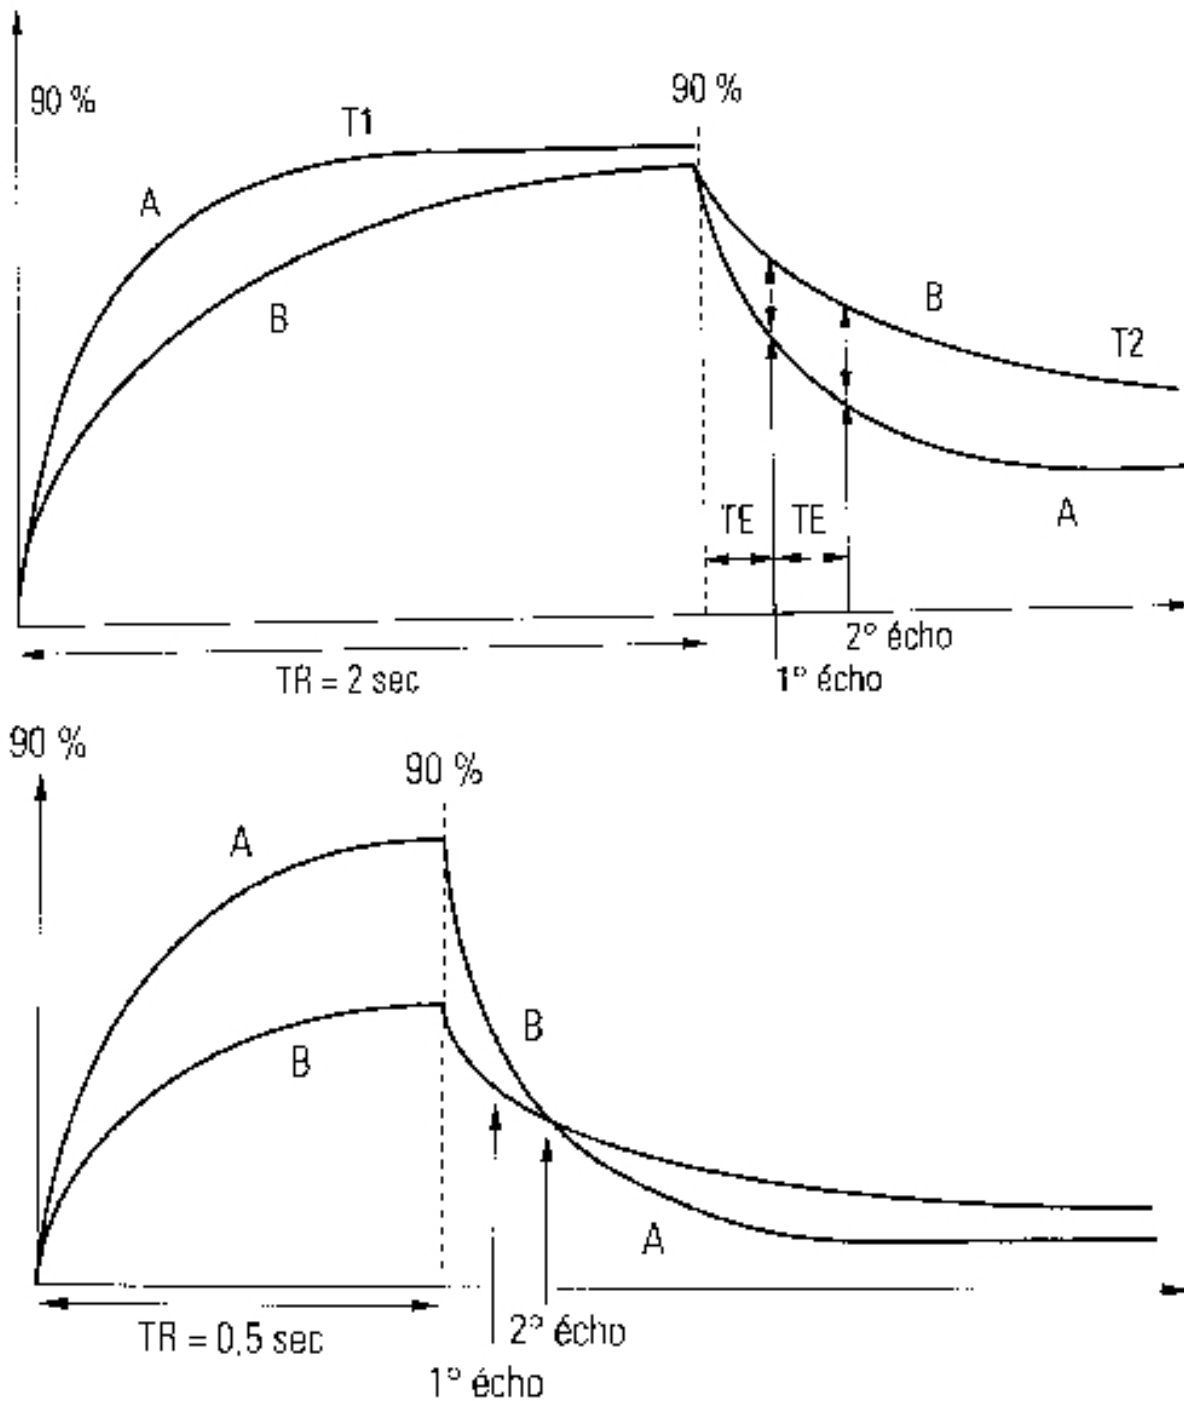 90 %
90 %
T1
A
B
B
T2
A
TE
TE
2° écho
1° écho
TR = 2 sec
90 %
90 %
A
B
B
A
TR = 0,5 sec
2° écho
1° écho